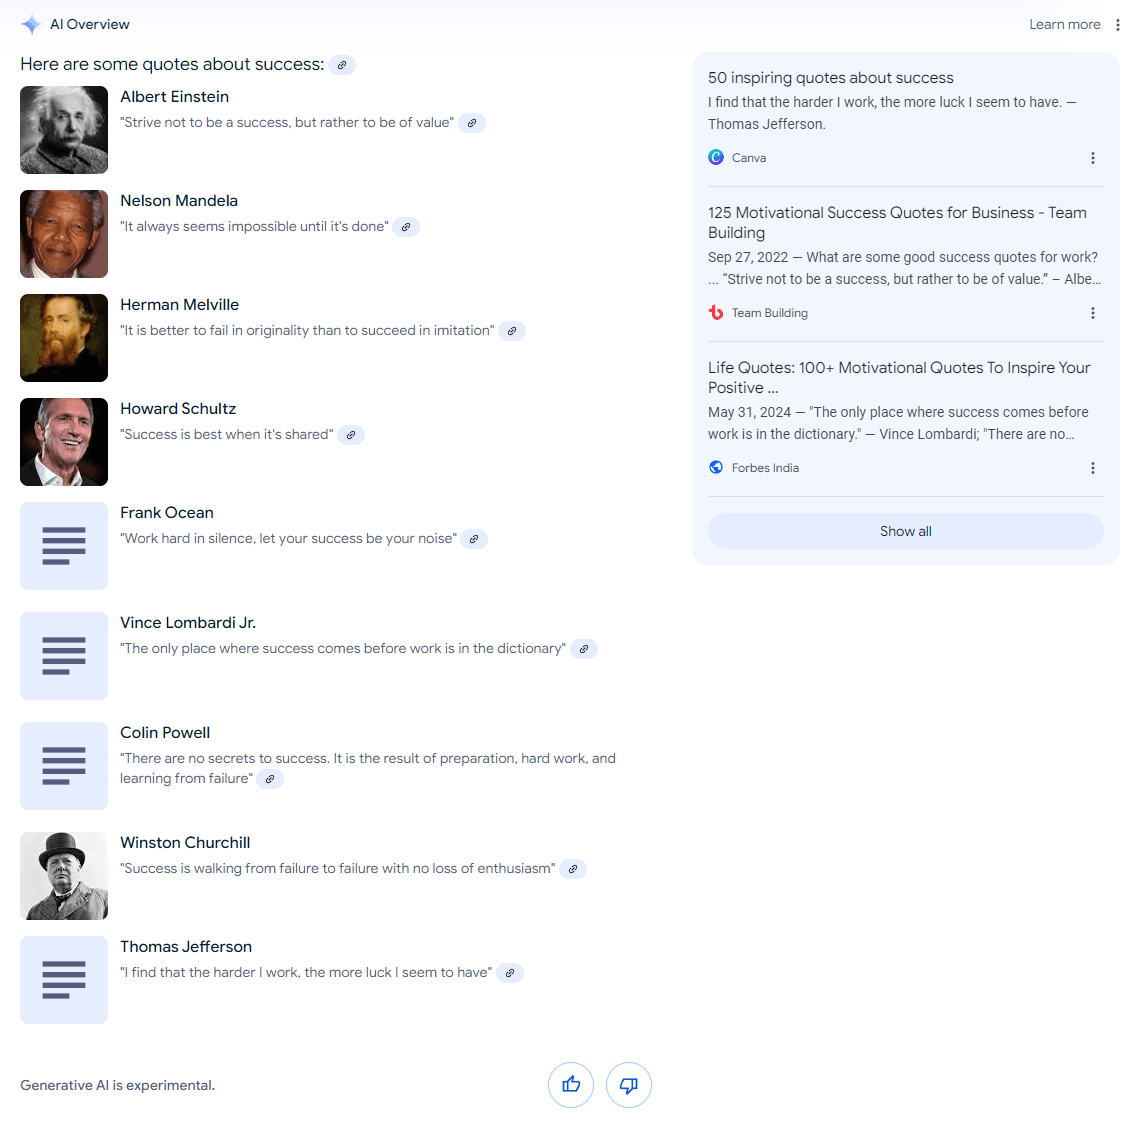 AI Overview
Learn more
Here are some quotes about success:
Albert Einstein
"Strive not to be a success, but rather to be of value"
Nelson Mandela
"It always seems impossible until it's done"
Herman Melville
"It is better to fail in originality than to succeed in imitation"
Howard Schultz
"Success is best when it's shared"
Frank Ocean
"Work hard in silence, let your success be your noise"
Vince Lombardi Jr.
"The only place where success comes before work is in the dictionary"
Colin Powell
"There are no secrets to success. It is the result of preparation, hard work, and
learning from failure"
Winston Churchill
"Success is walking from failure to failure with no loss of enthusiasm"
Thomas Jefferson
"I find that the harder I work, the more luck I seem to have"
Generative AI is experimental.
50 inspiring quotes about success
I find that the harder I work, the more luck I seem to have. —
Thomas Jefferson.
Canva
125 Motivational Success Quotes for Business - Team
Building
Sep 27, 2022 — What are some good success quotes for work?
... “Strive not to be a success, but rather to be of value.” – Albe...
Team Building
Life Quotes: 100+ Motivational Quotes To Inspire Your
Positive ...
May 31, 2024 — "The only place where success comes before
work is in the dictionary." — Vince Lombardi; "There are no...
Forbes India
Show all